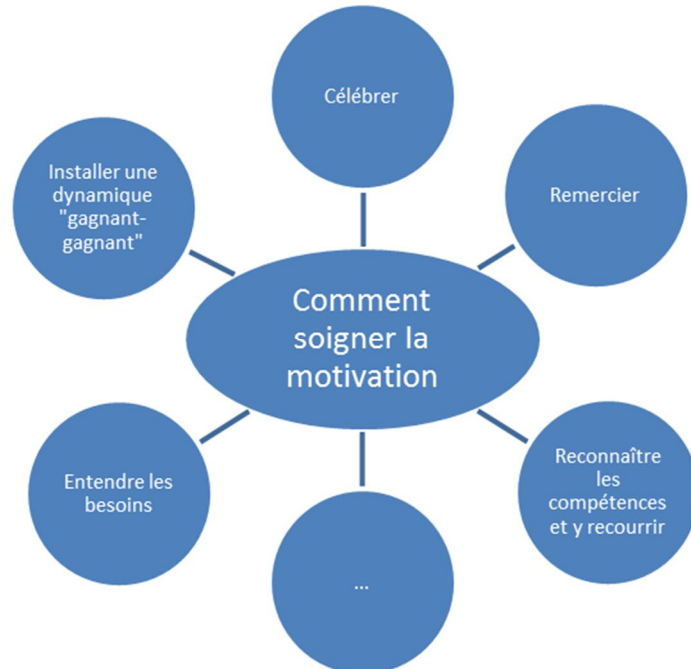 Célébrer
Remercier
Reconnaître
les
compétences
et y recourrir
...
Entendre les
besoins
Installer une
dynamique
"gagnant-
gagnant"
Comment
soigner la
motivation